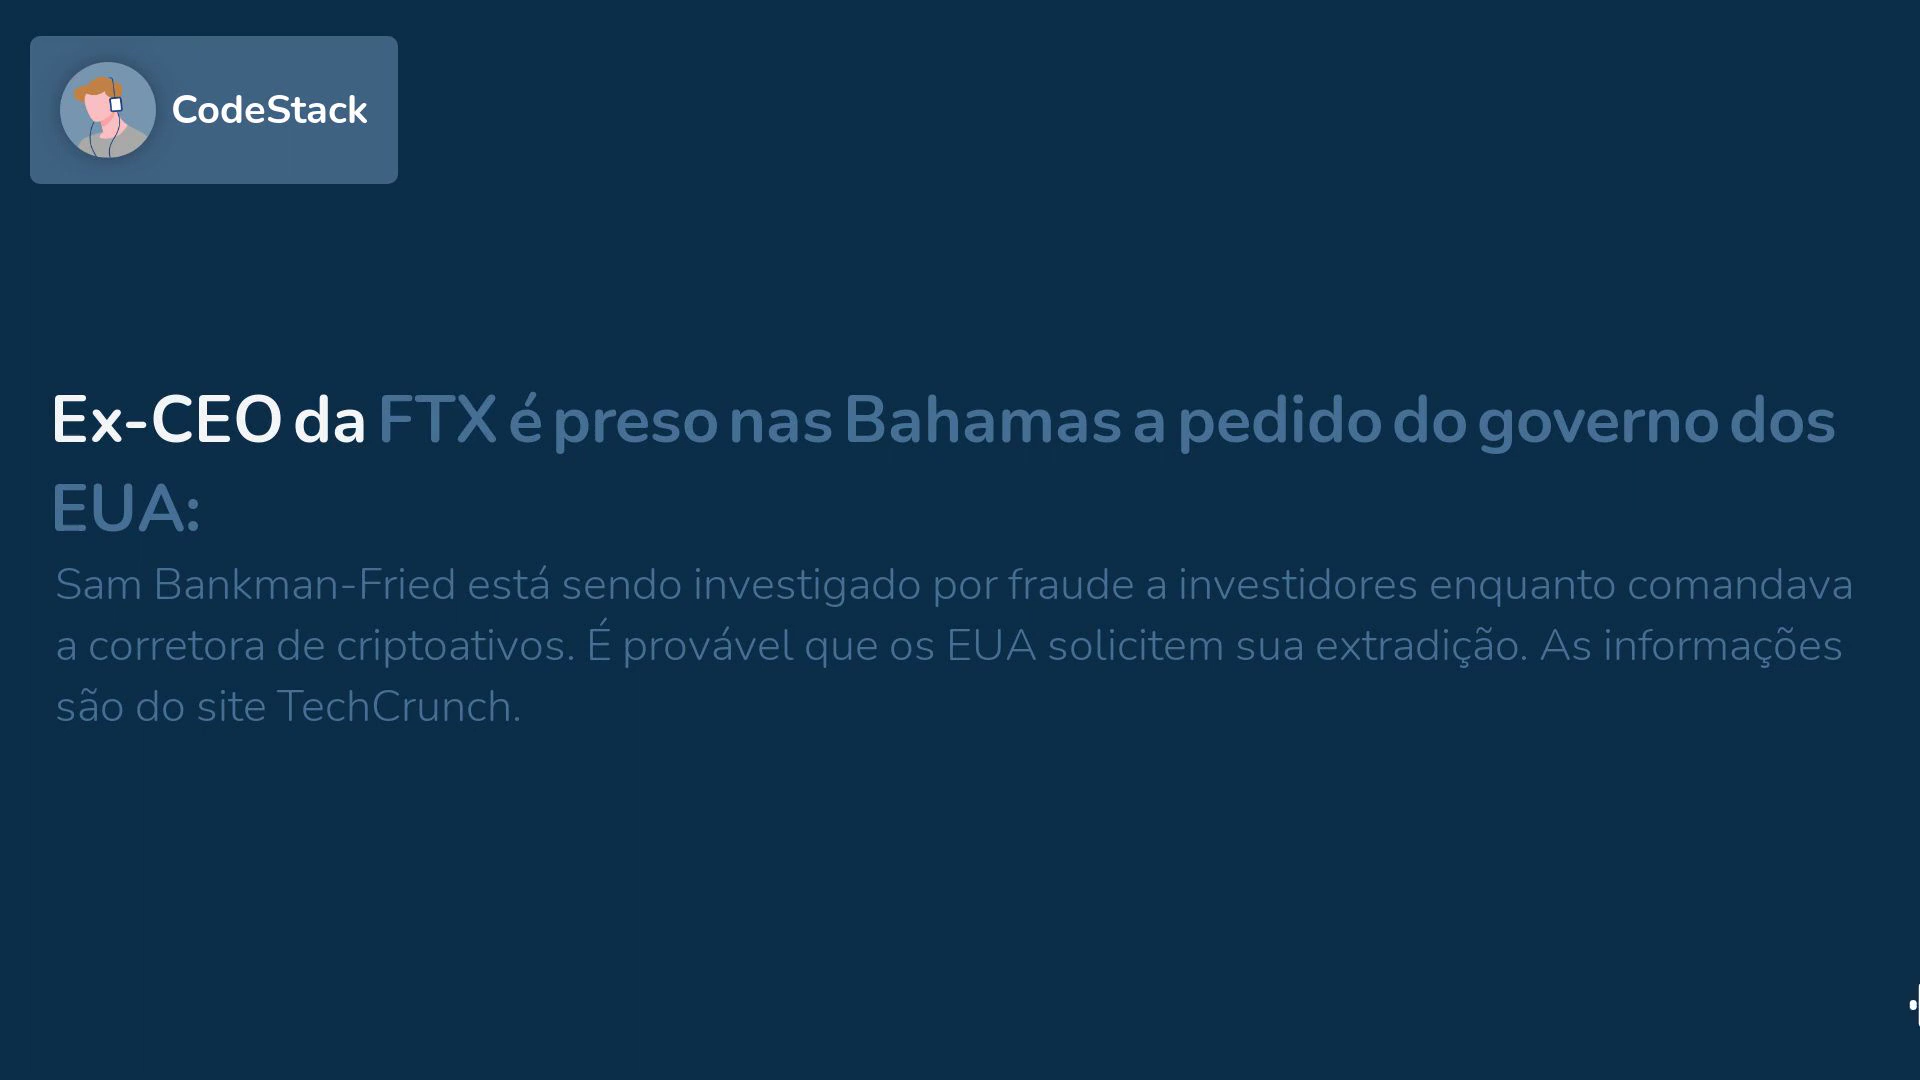 CodeStack
Ex-CEO da FTX é preso nas Bahamas a pedido do governo dos
EUA:
Sam Bankman-Fried está sendo investigado por fraude a investidores enquanto comandava
a corretora de criptoativos. É provável que os EUA solicitem sua extradição. As informações
são do site TechCrunch.